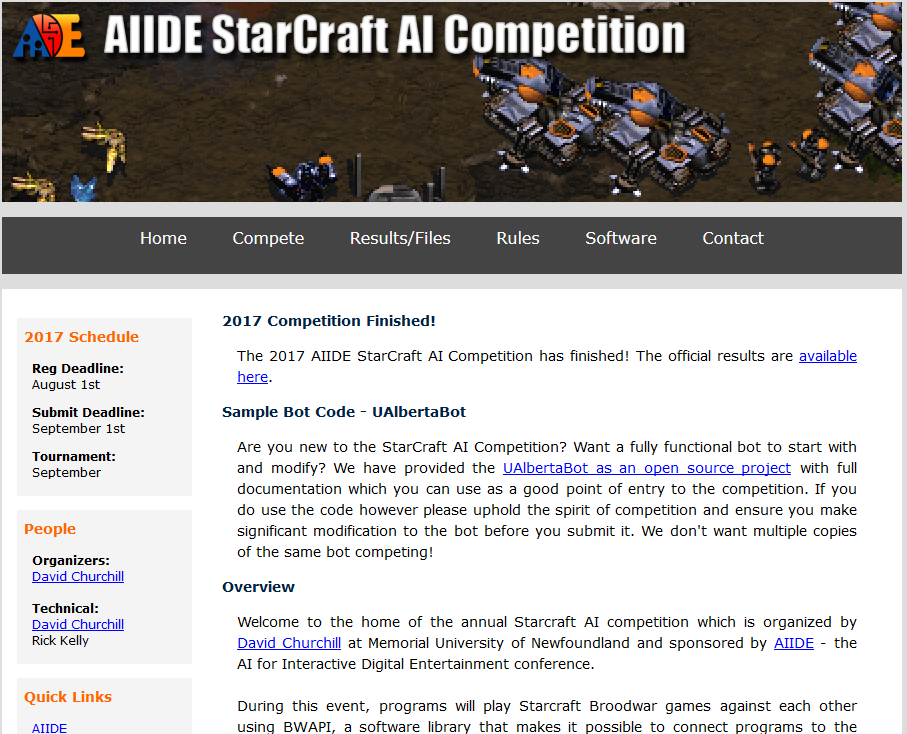 AIIDE StarCraft AI Competition
Home Compete Results/Files Rules Software Contact
2017 Schedule
Reg Deadline:
August 1st
Submit Deadline:
September 1st
Tournament:
September
People
Organizers:
David Churchill
Technical:
David Churchill
Rick Kelly
Quick Links
AIIDE
2017 Competition Finished!
The 2017 AIIDE StarCraft AI Competition has finished! The official results are available
here.
Sample Bot Code - UAlbertaBot
Are you new to the StarCraft AI Competition? Want a fully functional bot to start with
and modify? We have provided the UAlbertaBot as an open source project with full
documentation which you can use as a good point of entry to the competition. If you
do use the code however please uphold the spirit of competition and ensure you make
significant modification to the bot before you submit it. We don't want multiple copies
of the same bot competing!
Overview
Welcome to the home of the annual Starcraft AI competition which is organized by
David Churchill at Memorial University of Newfoundland and sponsored by AIIDE - the
AI for Interactive Digital Entertainment conference.
During this event, programs will play Starcraft Broodwar games against each other
using BWAPI, a software library that makes it possible to connect programs to the